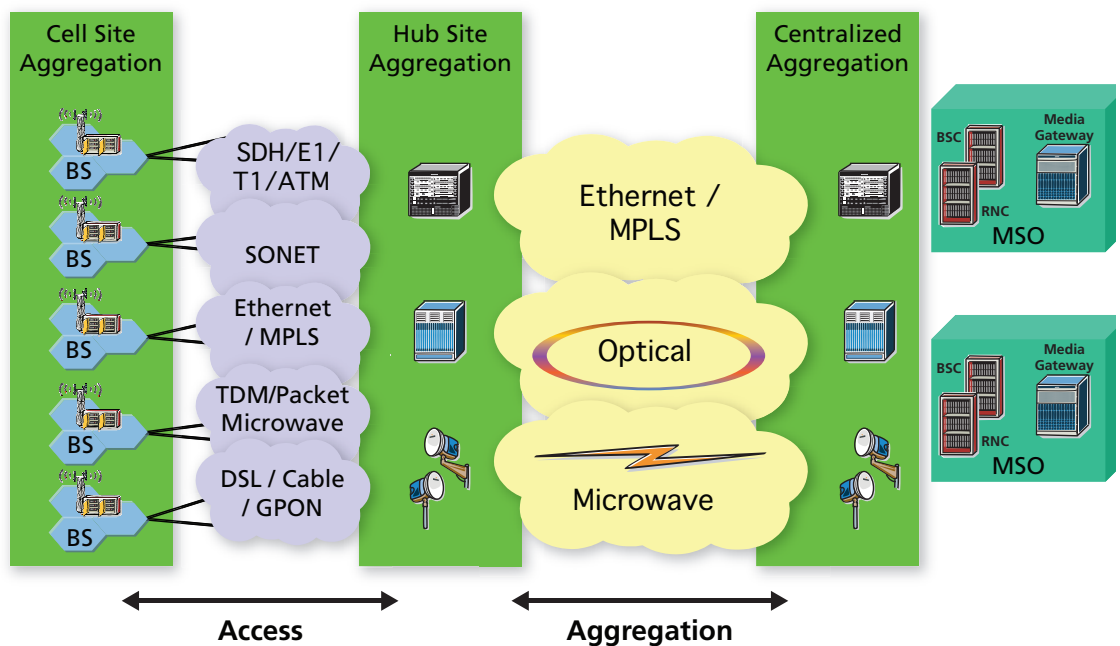 Cell Site
Aggregation
Hub Site
Aggregation
Centralized
Aggregation
BS
BS
BS
BS
BS
SDH/E1/
T1/ATM
SONET
Ethernet
/ MPLS
TDM/Packet
Microwave
DSL / Cable
/ GPON
Ethernet /
MPLS
Optical
Microwave
BSC
Media
Gateway
RNC
MSO
BSC
Media
Gateway
RNC
MSO
Access
Aggregation